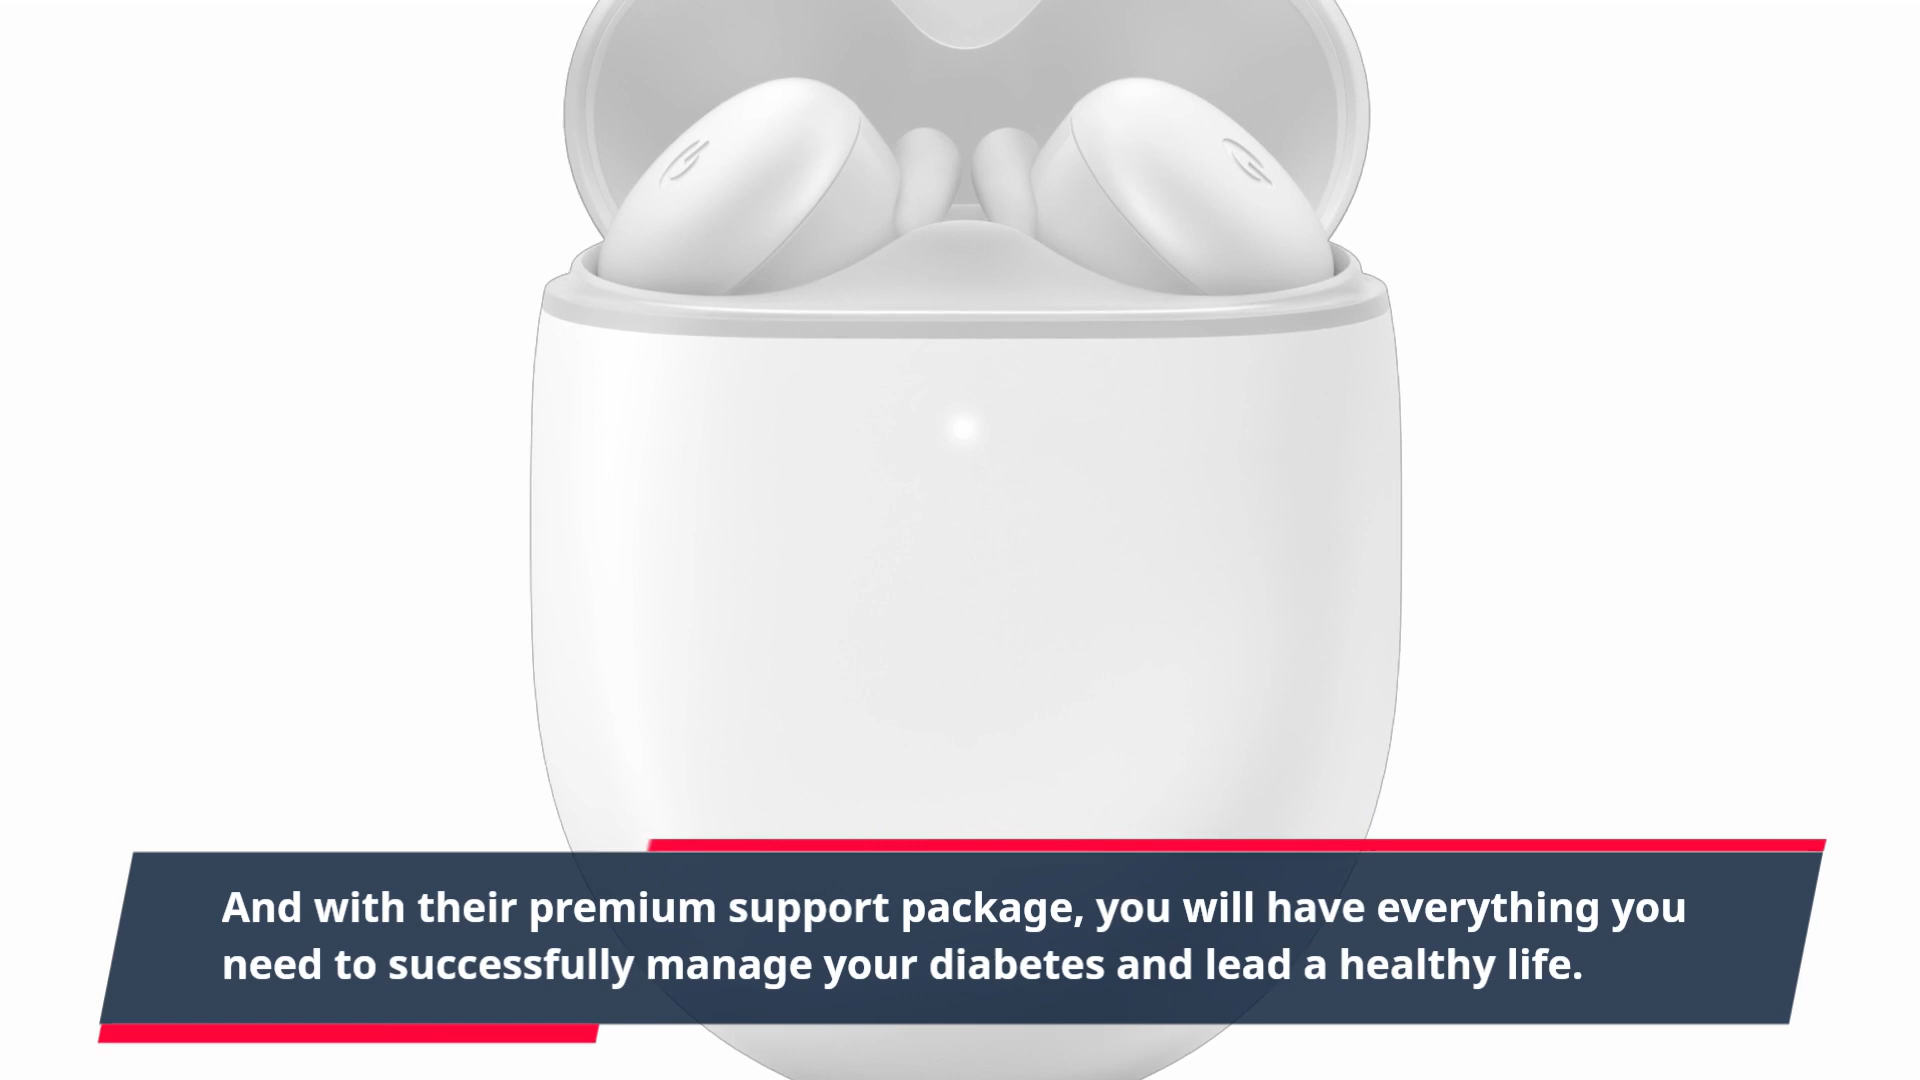 And with their premium support package, you will have everything you
need to successfully manage your diabetes and lead a healthy life.